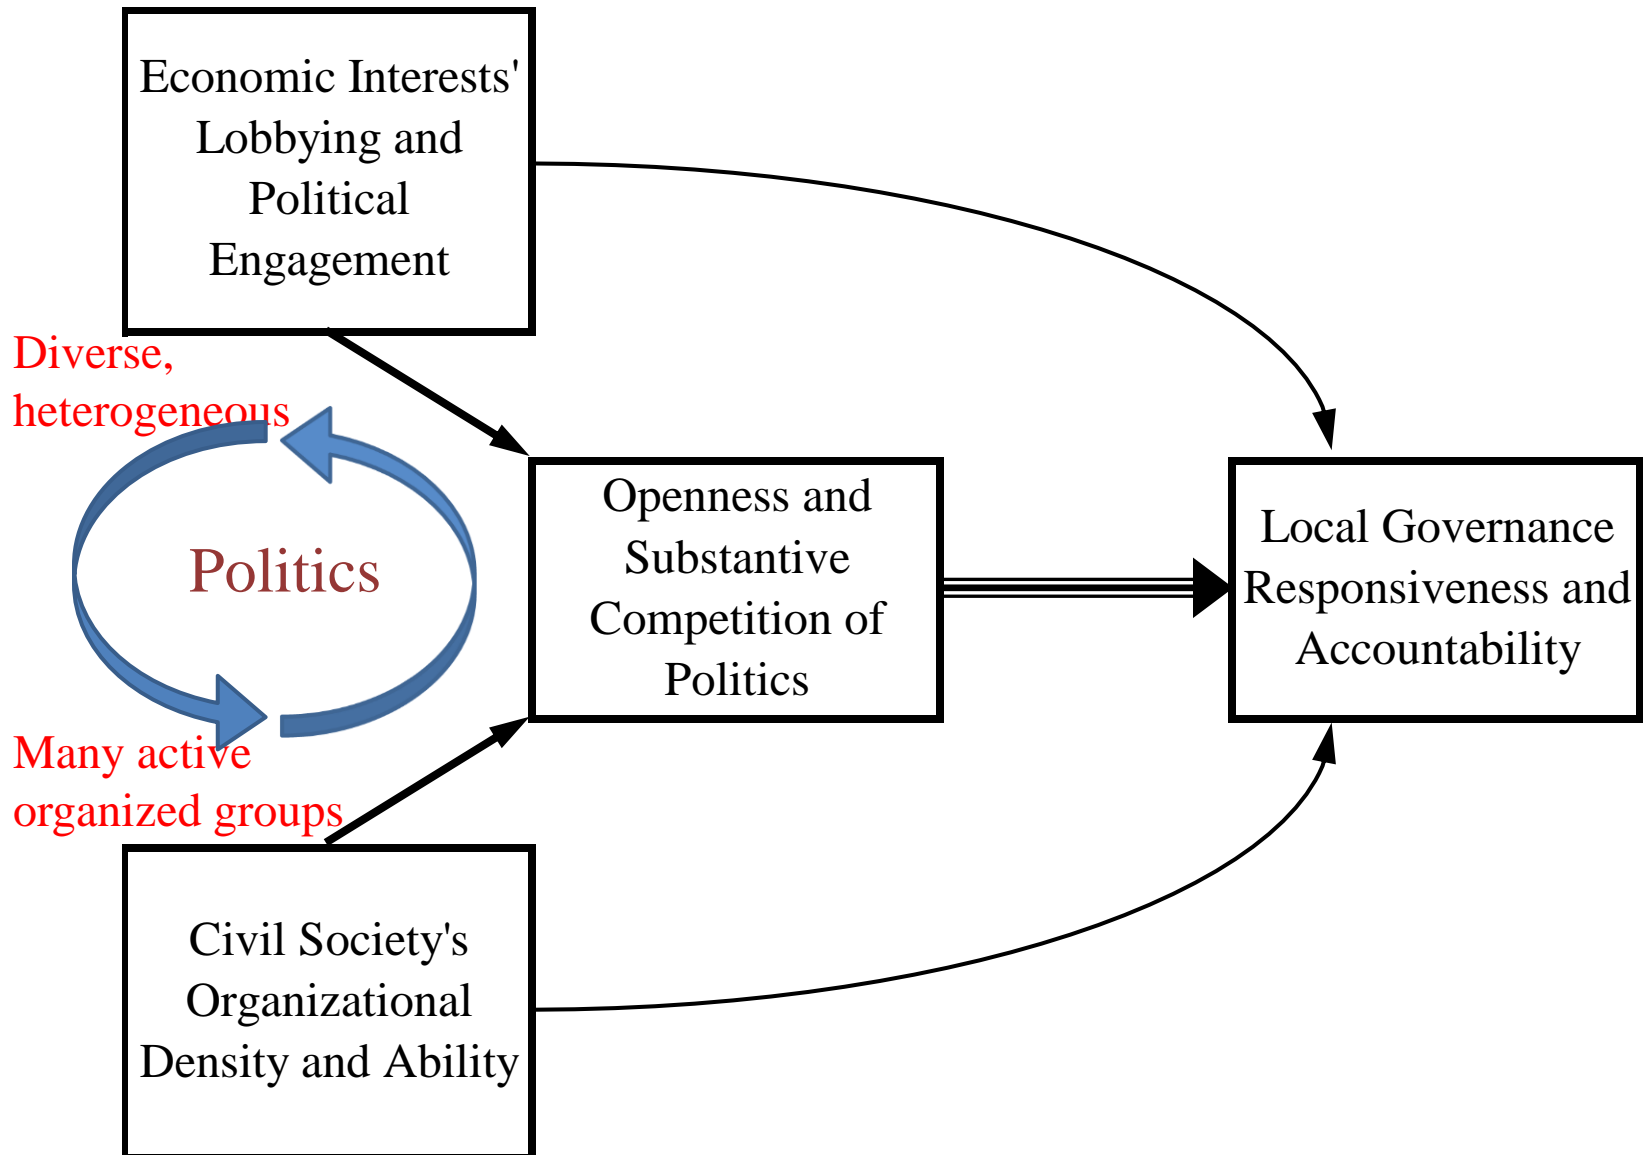 Economic Interests'
Lobbying and
Political
Engagement
Diverse,
heterogeneous
Politics
Many active
organized groups
Openness and
Substantive
Competition of
Politics
Local Governance
Responsiveness and
Accountability
Civil Society's
Organizational
Density and Ability